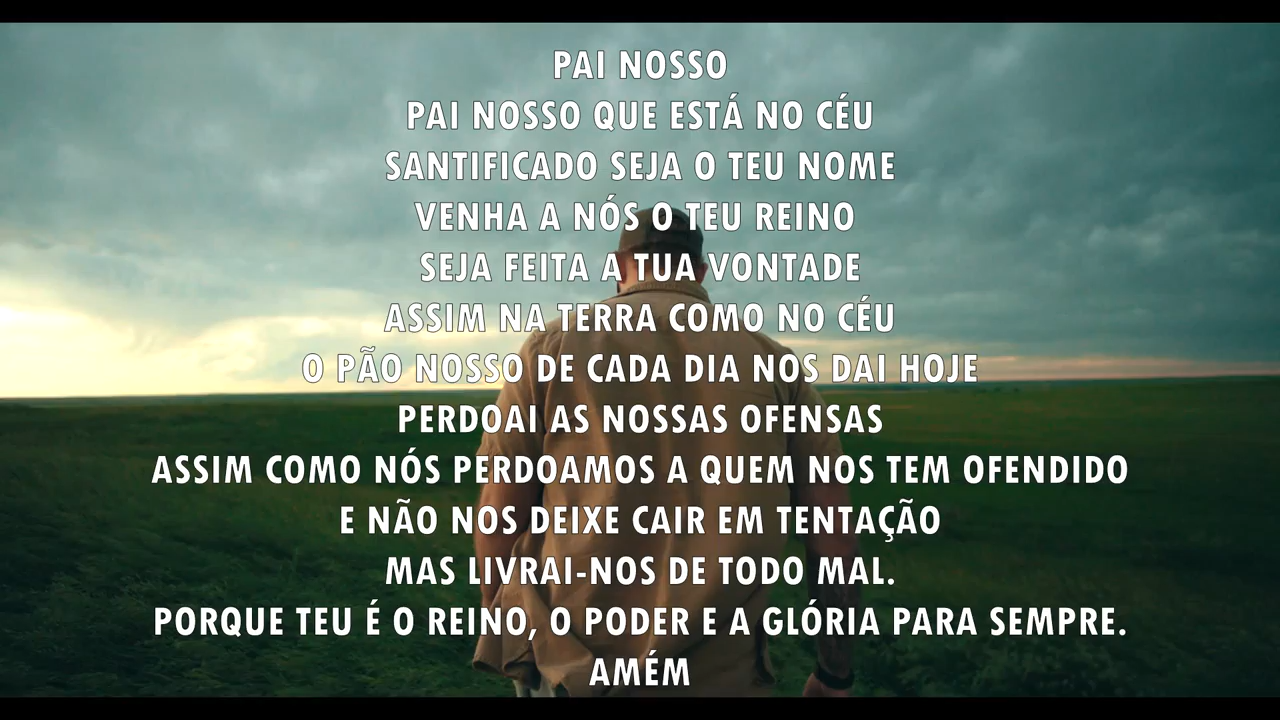 PAI NOSSO
PAI NOSSO QUE ESTÁ NO CÉU
SANTIFICADO SEJA O TEU NOME
VENHA A NÓS O TEU REINO
SEJA FEITA A TUA VONTADE
ASSIM NA TERRA COMO NO CÉU
O PÃO NOSSO DE CADA DIA NOS DAI HOJE
PERDOAI AS NOSSAS OFENSAS
ASSIM COMO NÓS PERDOAMOS A QUEM NOS TEM OFENDIDO
E NÃO NOS DEIXE CAIR EM TENTAÇÃO
MAS LIVRAI-NOS DE TODO MAL.
PORQUE TEU É O REINO, O PODER E A GLÓRIA PARA SEMPRE.
AMÉM